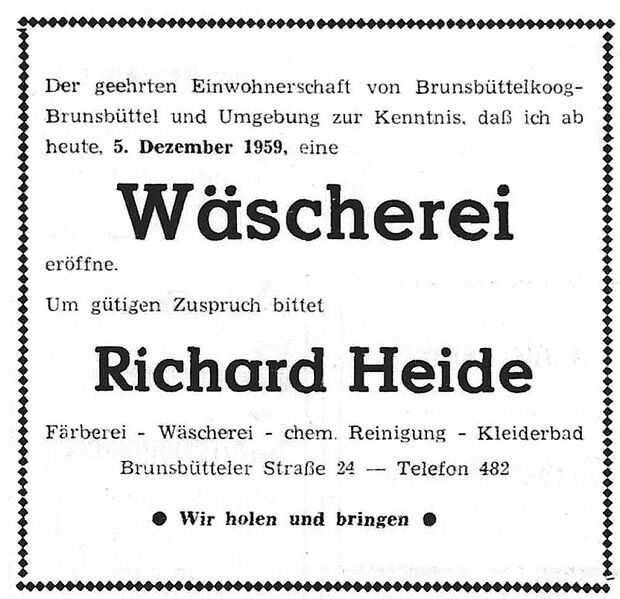 Der geehrten Einwohnerschaft von Brunsbüttelkoog-
Brunsbüttel und Umgebung zur Kenntnis, daß ich ab
heute, 5. Dezember 1959, eine
Wäscherei
eröffne.
Um gütigen Zuspruch bittet
Richard Heide
Färberei - Wäscherei - chem. Reinigung - Kleiderbad
Brunsbütteler Straße 24 — Telefon 482
● Wir holen und bringen ●